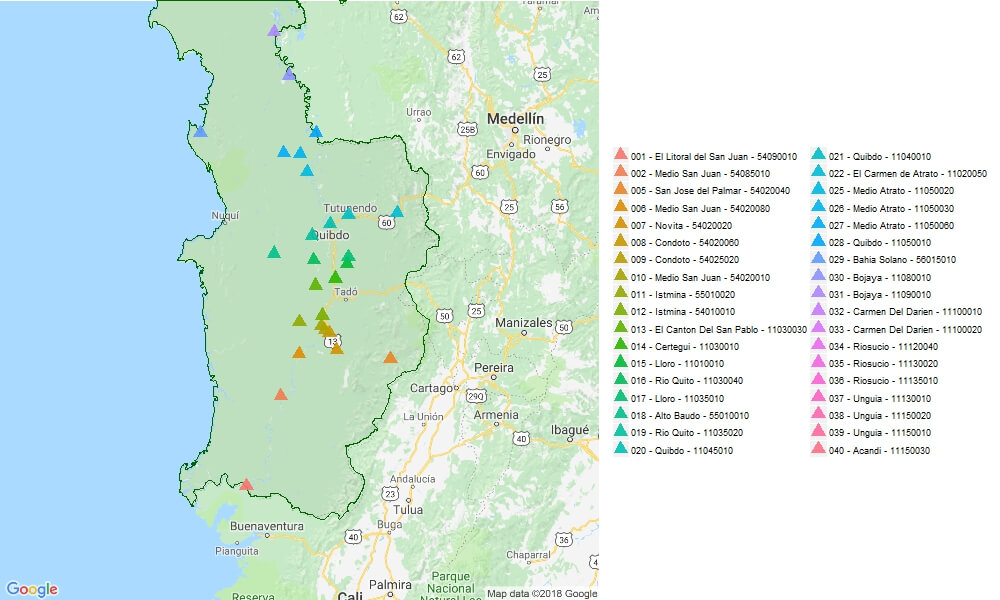 62
Am
62
25
Urrao
Medellín
25B
Rionegro
Envigado
60
Tutunendo
25
56
60
Nuquí
Quibdo
Tadó
50
25
Manizales
50
13
Pereira
Cartago
29Q
La Unión
Armenia
Ibagué
40
Andalucía
23
Tulua
Buenaventura
Buga
40
36
Pianguita
Chaparral
4
Palmira
Parque
Nacional
Natural Las
Reserva
Cali
Google
Map data ©2018 Google
001 - El Litoral del San Juan - 54090010
002 - Medio San Juan - 54085010
005 - San Jose del Palmar - 54020040
006 - Medio San Juan - 54020080
007 - Novita - 54020020
008 - Condoto - 54020060
009 - Condoto - 54025020
010 - Medio San Juan - 54020010
011 - Istmina - 55010020
012 - Istmina - 54010010
013 - El Canton Del San Pablo - 11030030
014 - Certegui - 11030010
015 - Lloro - 11010010
016 - Rio Quito - 11030040
017 - Lloro - 11035010
018 - Alto Baudo - 55010010
019 - Rio Quito - 11035020
020 - Quibdo - 11045010
021 - Quibdo - 11040010
022 - El Carmen de Atrato - 11020050
025 - Medio Atrato - 11050020
026 - Medio Atrato - 11050030
027 - Medio Atrato - 11050060
028 - Quibdo - 11050010
029 - Bahia Solano - 56015010
030 - Bojaya - 11080010
031 - Bojaya - 11090010
032 - Carmen Del Darien - 11100010
033 - Carmen Del Darien - 11100020
034 - Riosucio - 11120040
035 - Riosucio - 11130020
036 - Riosucio - 11135010
037 - Unguia - 11130010
038 - Unguia - 11150020
039 - Unguia - 11150010
040 - Acandi - 11150030